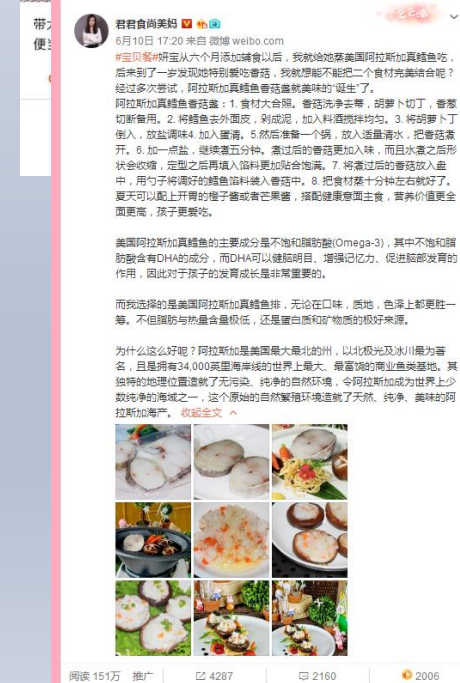 带
便当
君君食尚美妈
6月10日 17:20 来自 微博 weibo.com
#宝贝餐#妍宝从六个月添加辅食以后，我就给她蒸美国阿拉斯加真鳕鱼吃，
后来到了一岁发现她特别爱吃香菇，我就想能不能把二个食材完美结合呢？
经过多次尝试，阿拉斯加真鳕鱼香菇盏就美味的“诞生”了。
阿拉斯加真鳕鱼香菇盏：1. 食材大合照。香菇洗净去蒂，胡萝卜切丁，香葱
切断备用。2. 将鳕鱼去外面皮，剁成泥，加入料酒搅拌均匀。3. 将胡萝卜丁
倒入，放盐调味4. 加入蛋清。5.然后准备一个锅，放入适量清水，把香菇煮
开。6. 加一点盐，继续煮五分钟。煮过后的香菇更加入味，而且水煮之后形
状会收缩，定型之后再填入馅料更加贴合饱满。7. 将煮过后的香菇放入盘
中，用勺子将调好的鳕鱼馅料装入香菇中。8. 把食材蒸十分钟左右就好了。
夏天可以配上开胃的橙子酱或者芒果酱，搭配健康意面主食，营养价值更全
面更高，孩子更爱吃。
美国阿拉斯加真鳕鱼的主要成分是不饱和脂肪酸(Omega-3)，其中不饱和脂
肪酸含有DHA的成分，而DHA可以健脑明目、增强记忆力、促进脑部发育的
作用，因此对于孩子的发育成长是非常重要的。
而我选择的是美国阿拉斯加真鳕鱼排，无论在口味，质地，色泽上都更胜一
筹。不但脂肪与热量含量极低，还是蛋白质和矿物质的极好来源。
为什么这么好呢？阿拉斯加是美国最大最北的州，以北极光及冰川最为著
名，且是拥有34,000英里海岸线的世界上最大、最富饶的商业鱼类基地。其
独特的地理位置造就了无污染、纯净的自然环境，令阿拉斯加成为世界上少
数纯净的海域之一，这个原始的自然繁殖环境造就了天然、纯净、美味的阿
拉斯加海产。 收起全文
阅读 151万 推广 4287 2160 2006